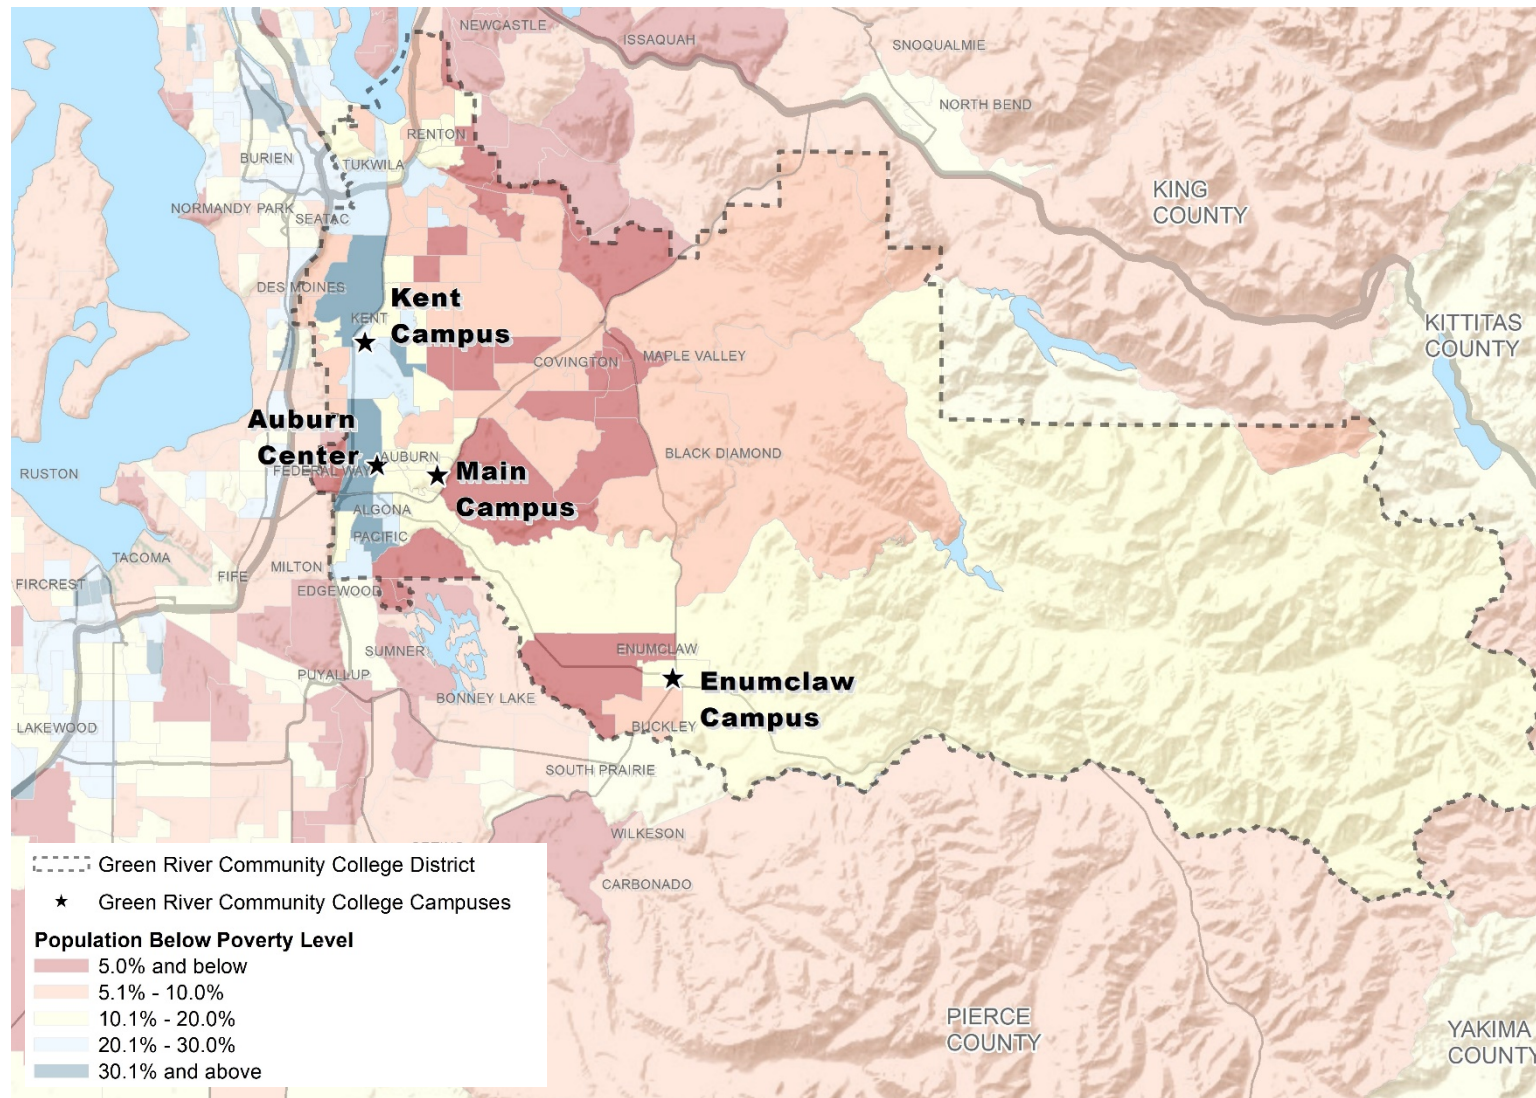 NEWCASTLE
ISSAQUAH
SNOQUALMIE
NORTH BEND
RENTON
BURIEN
TUKWILA
KING
COUNTY
NORMANDY PARK
SEATAC
DES MOINES
Kent
Campus
KENT
KITTITAS
COUNTY
COVINGTON
MAPLE VALLEY
Auburn
Center
AUBURN
BLACK DIAMOND
RUSTON
FEDERAL WAY
Main
Campus
ALGONA
PACIFIC
TACOMA
MILTON
FIFE
FIRCREST
EDGEWOOD
SUMNER
ENUMCLAW
PUYALLUP
Enumclaw
Campus
BONNEY LAKE
LAKEWOOD
BUCKLEY
SOUTH PRAIRIE
WILKESON
CARBONADO
Green River Community College District
Green River Community College Campuses
Population Below Poverty Level
5.0% and below
5.1% - 10.0%
10.1% - 20.0%
20.1% - 30.0%
30.1% and above
PIERCE
COUNTY
YAKIMA
COUNTY